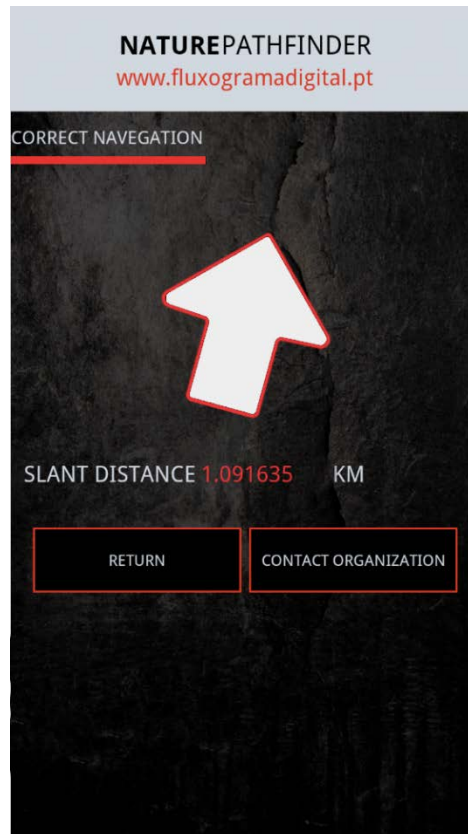 NATUREPATHFINDER
www.fluxogramadigital.pt
CORRECT NAVEGATION
SLANT DISTANCE 1.091635 KM
RETURN
CONTACT ORGANIZATION